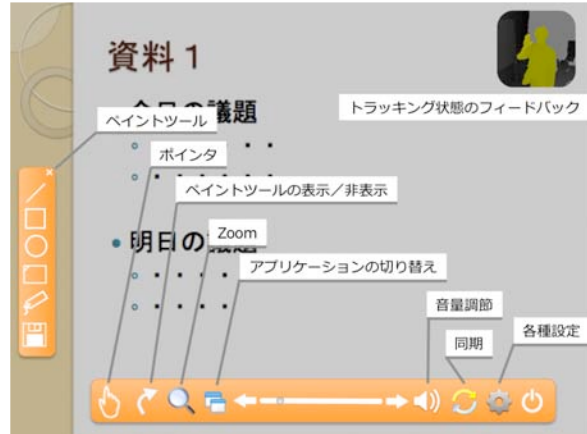 資料1
トラッキング状態のフィードバック
今日の議題
ペイントツール
ポインタ
ペイントツールの表示/非表示
Zoom
明日の議題
アプリケーションの切り替え
音量調節
同期
各種設定